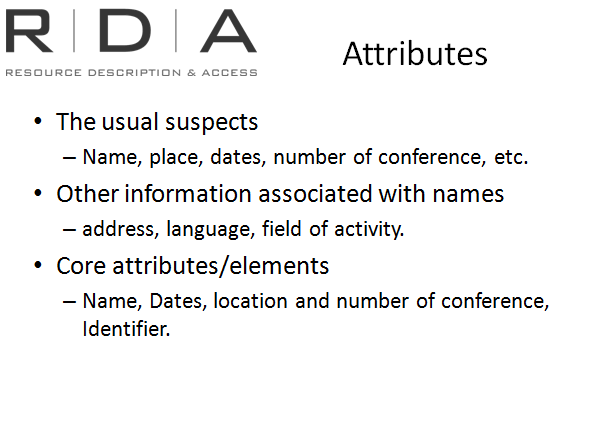 R|D|A
RESOURCE DESCRIPTION & ACCESS
Attributes
• The usual suspects
– Name, place, dates, number of conference, etc.
• Other information associated with names
– address, language, field of activity.
• Core attributes/elements
– Name, Dates, location and number of conference,
Identifier.